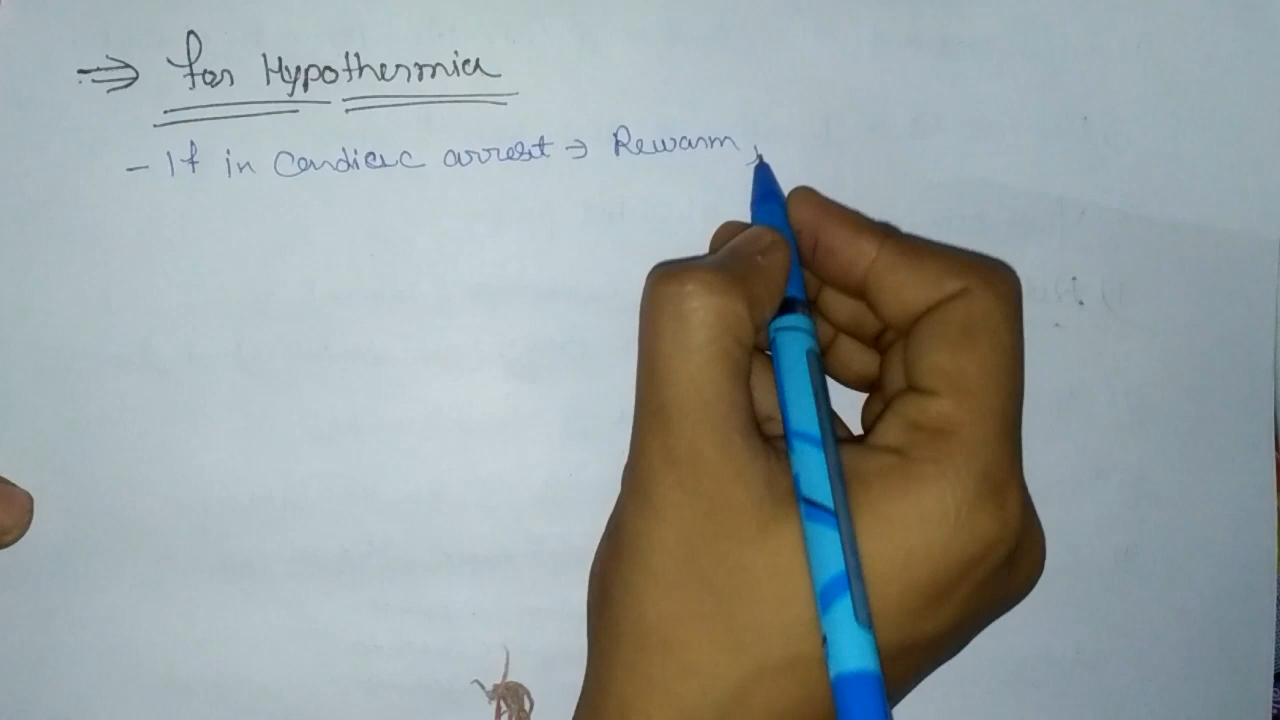 ⇒ for Hypothermia
- If in Cardiac arrest → Rewarm,